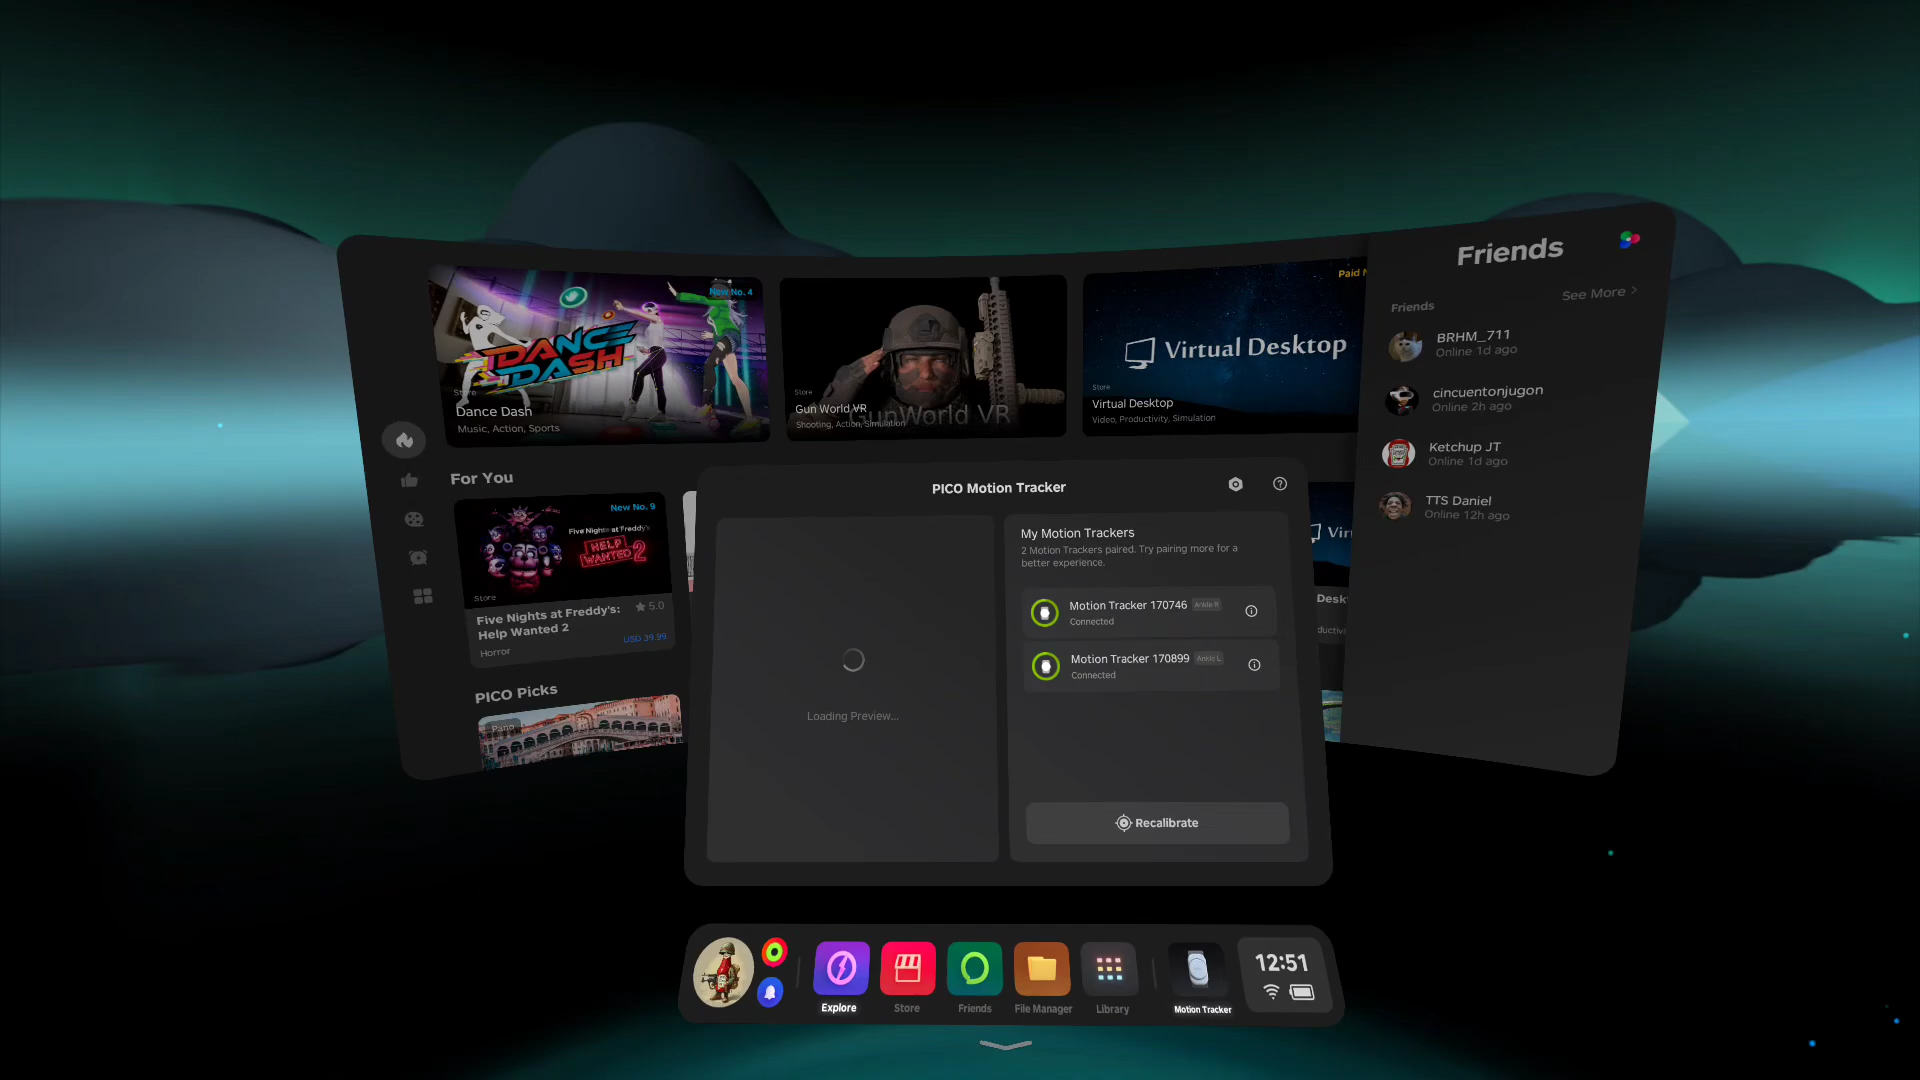 New No. 4
DANCE
DASH
Store
Dance Dash
Music, Action, Sports
Store
Gun World VR
GunWorld VR
Shooting, Action, Simulation
Paid
Virtual Desktop
Store
Virtual Desktop
Video, Productivity, Simulation
For You
New No. 9
Five Nights at Freddy's
HELP
WANTED
2
Store
Five Nights at Freddy's:
Help Wanted 2
5.0
Horror
USD 39.99
PICO Picks
Pano
Friends
Friends
See More >
BRHM_711
Online 1d ago
cincuentonjugon
Online 2h ago
Ketchup JT
Online 1d ago
TTS Daniel
Online 12h ago
PICO Motion Tracker
Loading Preview...
My Motion Trackers
2 Motion Trackers paired. Try pairing more for a
better experience.
Motion Tracker 170746 Ankle R
Connected
Motion Tracker 170899 Ankle L
Connected
Recalibrate
Explore
Store
Friends
File Manager
Library
Motion Tracker
12:51